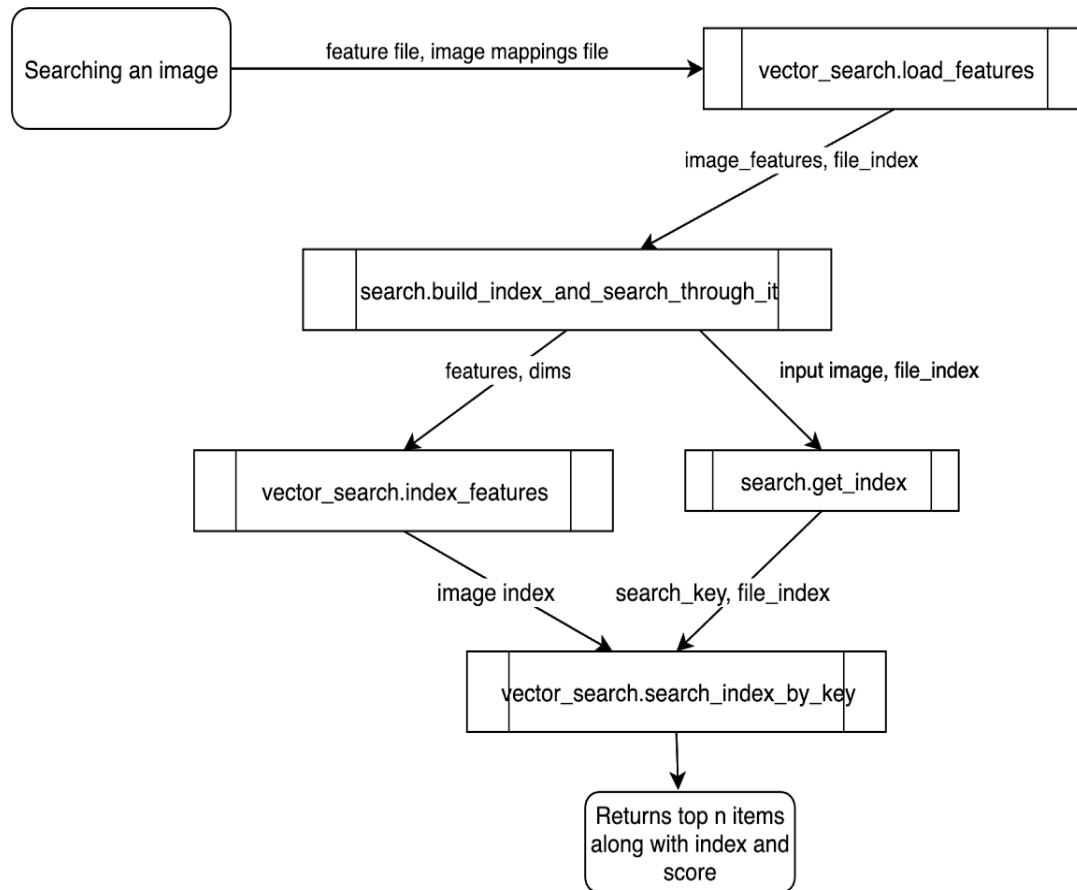 Searching an image
feature file, image mappings file
vector_search.load_features
image_features, file_index
search.build_index_and_search_through_it
features, dims
input image, file_index
vector_search.index_features
search.get_index
image index
search_key, file_index
vector_search.search_index_by_key
Returns top n items
along with index and
score